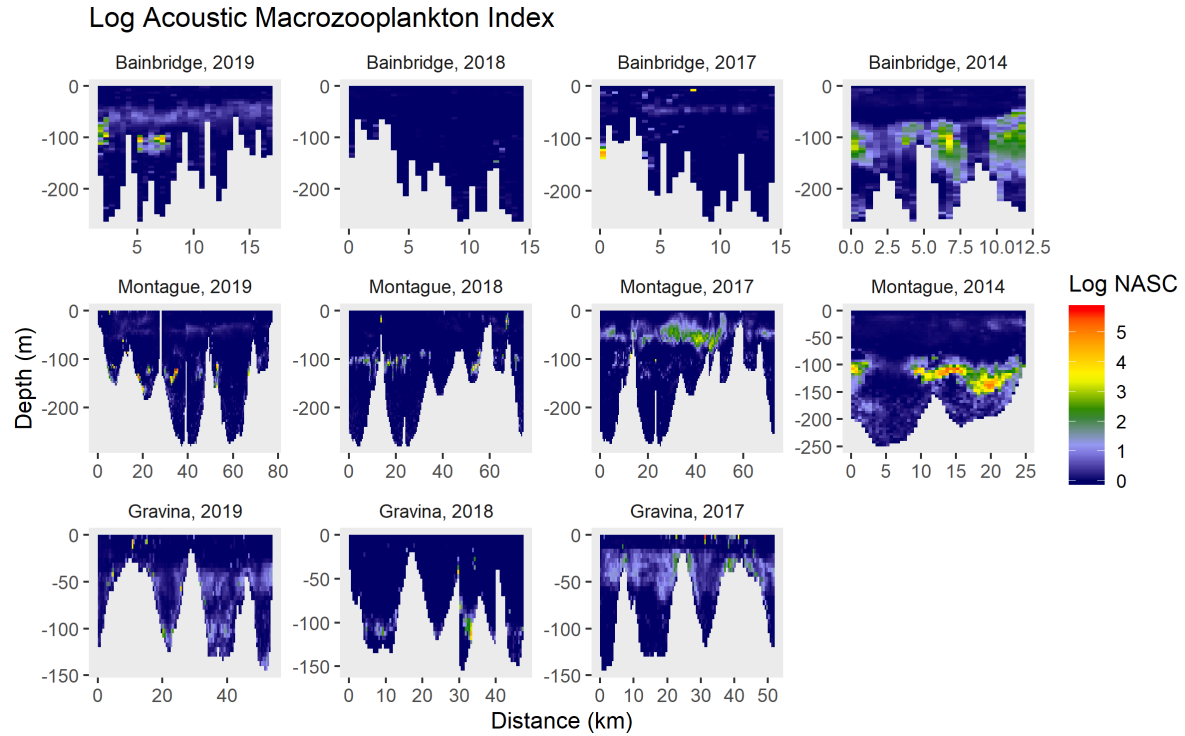 Log Acoustic Macrozooplankton Index
Bainbridge, 2019 Bainbridge, 2018 Bainbridge, 2017 Bainbridge, 2014
0 0 0 0
-100 -100 -100 -100
-200 -200 -200 -200
5 10 15 0 5 10 15 0 5 10 15 0.0 2.5 5.0 7.5 10.0 12.5
Montague, 2019 Montague, 2018 Montague, 2017 Montague, 2014
0 0 0 0
-50
-100 -100 -100 -100
-150
-200 -200 -200 -200
-250
0 20 40 60 80 0 20 40 60 0 20 40 60 0 5 10 15 20 25
Gravina, 2019 Gravina, 2018 Gravina, 2017
0 0 0
-50 -50 -50
-100 -100 -100
-150 -150 -150
0 20 40 0 10 20 30 40 0 10 20 30 40 50
Depth (m)
Distance (km)
Log NASC
5
4
3
2
1
0